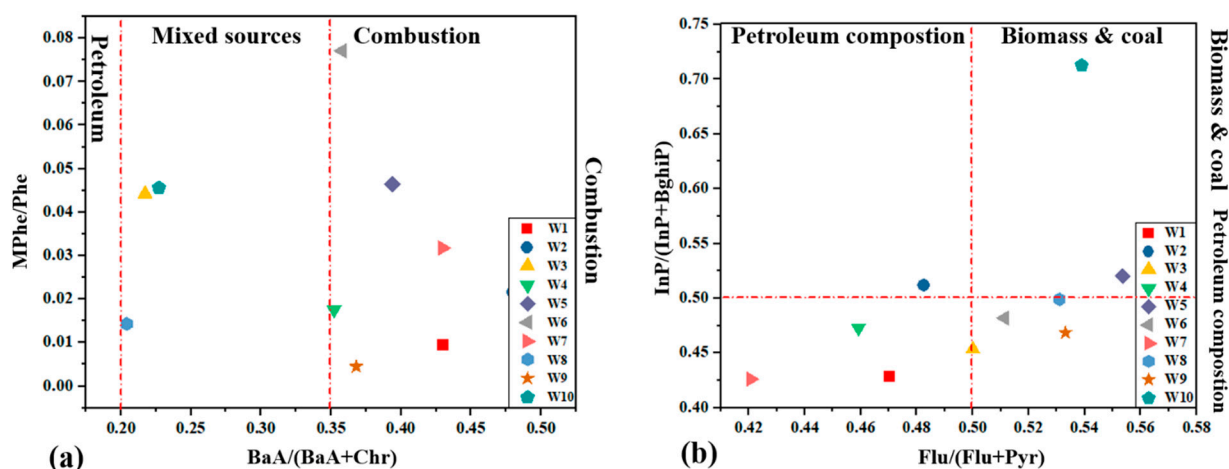 Petroleum
Mixed sources
Combustion
Combustion
MPhe/Phe
0.08
0.07
0.06
0.05
0.04
0.03
0.02
0.01
0.00
0.20
0.25
0.30
0.35
0.40
0.45
0.50
BaA/(BaA+Chr)
(a)
W1
W2
W3
W4
W5
W6
W7
W8
W9
W10
Petroleum compostion
Biomass & coal
Biomass & coal
Petroleum compostion
InP/(InP+BghiP)
0.75
0.70
0.65
0.60
0.55
0.50
0.45
0.40
0.42
0.44
0.46
0.48
0.50
0.52
0.54
0.56
0.58
Flu/(Flu+Pyr)
(b)
W1
W2
W3
W4
W5
W6
W7
W8
W9
W10